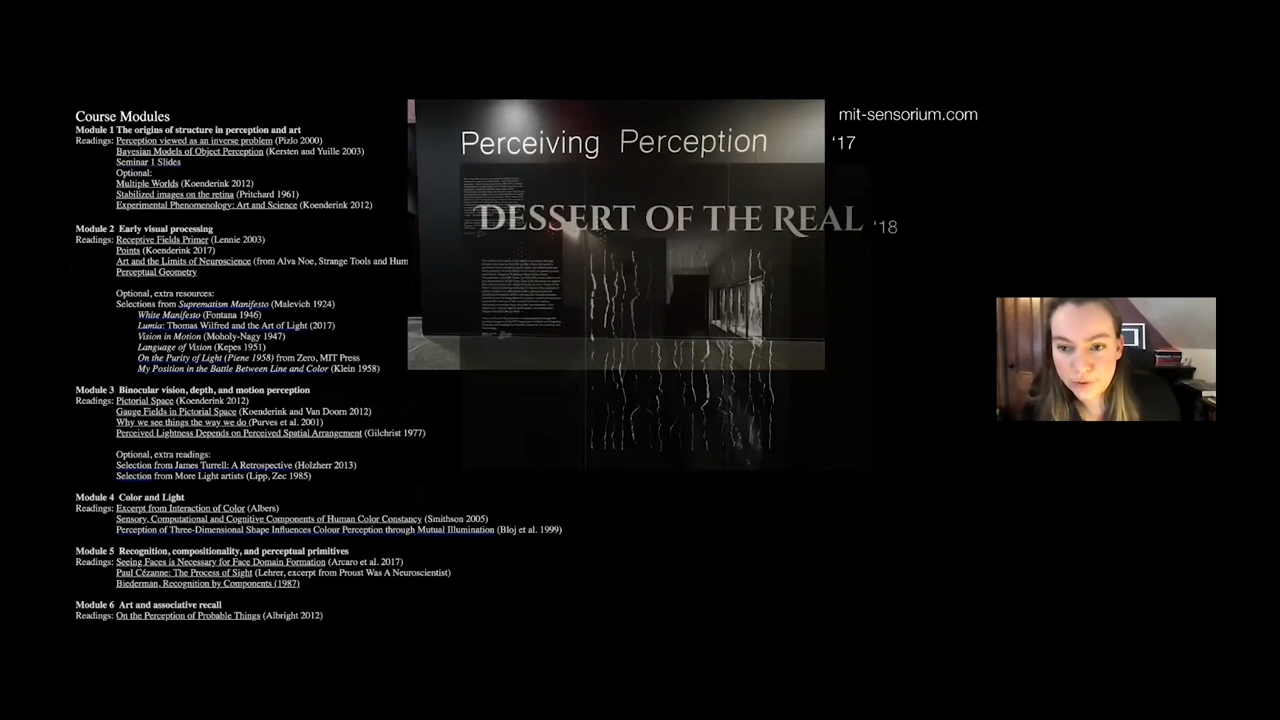 Course Modules
Module 1 The origins of structure in perception and art
Readings: Perception viewed as an inverse problem (Pizlo 2000)
Bayesian Models of Object Perception (Kersten and Yuille 2003)
Seminar 1 Slides
Optional:
Multiple Worlds (Koenderink 2012)
Stabilized images on the retina (Pritchard 1961)
Experimental Phenomenology: Art and Science (Koenderink 2012)
Module 2 Early visual processing
Readings: Receptive Fields Primer (Lennie 2003)
Points (Koenderink 2017)
Art and the Limits of Neuroscience (from Alva Noe, Strange Tools and Hum
Perceptual Geometry
Optional, extra resources:
Selections from Suprematism Manifesto (Malevich 1924)
White Manifesto (Fontana 1946)
Lumia: Thomas Wilfred and the Art of Light (2017)
Vision in Motion (Moholy-Nagy 1947)
Language of Vision (Kepes 1951)
On the Purity of Light (Piene 1958) from Zero, MIT Press
My Position in the Battle Between Line and Color (Klein 1958)
Module 3 Binocular vision, depth, and motion perception
Readings: Pictorial Space (Koenderink 2012)
Gauge Fields in Pictorial Space (Koenderink and Van Doorn 2012)
Why we see things the way we do (Purves et al. 2001)
Perceived Lightness Depends on Perceived Spatial Arrangement (Gilchrist 1977)
Optional, extra readings:
Selection from James Turrell: A Retrospective (Holzherr 2013)
Selection from More Light artists (Lipp, Zec 1985)
Module 4 Color and Light
Readings: Excerpt from Interaction of Color (Albers)
Sensory, Computational and Cognitive Components of Human Color Constancy (Smithson 2005)
Perception of Three-Dimensional Shape Influences Colour Perception through Mutual Illumination (Bloj et al. 1999)
Module 5 Recognition, compositionality, and perceptual primitives
Readings: Seeing Faces is Necessary for Face Domain Formation (Arcaro et al. 2017)
Paul Cézanne: The Process of Sight (Lehrer, excerpt from Proust Was A Neuroscientist)
Biederman, Recognition by Components (1987)
Module 6 Art and associative recall
Readings: On the Perception of Probable Things (Albright 2012)
Perceiving Perception
DESSERT OF THE REAL
mit-sensorium.com
'17
'18